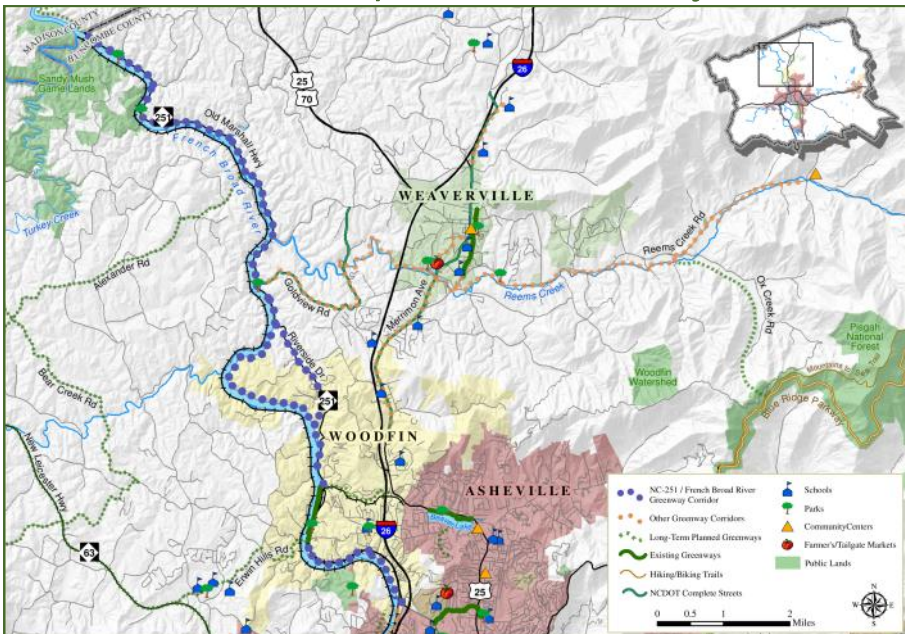 MADISON COUNTY
BUNCOMBE COUNTY
Sandy Mush
Game Lands
251
Old Marshall Hwy
French Broad River
Turkey Creek
25
70
26
WEAVERVILLE
Alexander Rd
Goldview Rd
Merrimon Ave
Reems Creek
Reems Creek Rd
Ox Creek Rd
Pisgah
National
Forest
Mountains to Sea Trail
Blue Ridge Parkway
Woodfin
Watershed
Bear Creek Rd
Riverside Dr
251
WOODFIN
New Leicester Hwy
63
Erwin Hills Rd
26
ASHEVILLE
Beaver Lake
25
NC-251 / French Broad River
Greenway Corridor
Other Greenway Corridors
Long-Term Planned Greenways
Existing Greenways
Hiking/Biking Trails
NCDOT Complete Streets
Schools
Parks
CommunityCenters
Farmer's/Tailgate Markets
Public Lands
0 0.5 1 2
Miles
N
W E
S